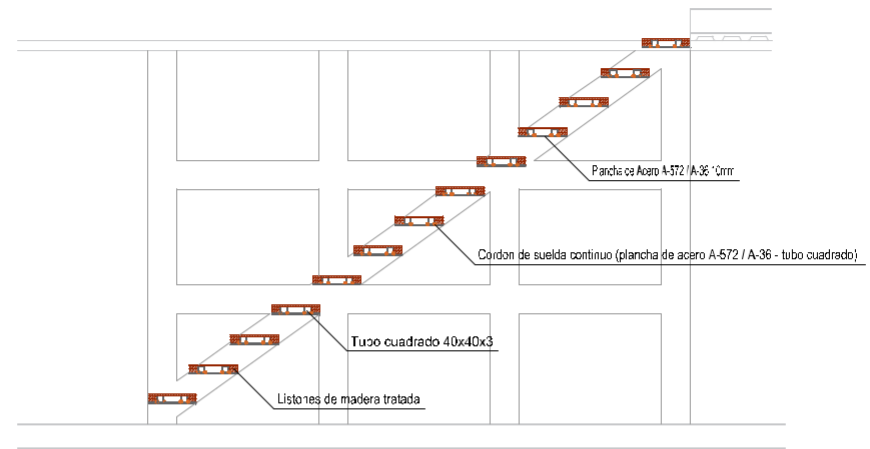 Plancha de Acero A-572 / A-36 10mm
Cordon de suelda continuo (plancha de acero A-572 / A-36 - tubo cuadrado)
Tubo cuadrado 40x40x3
Listones de madera tratada